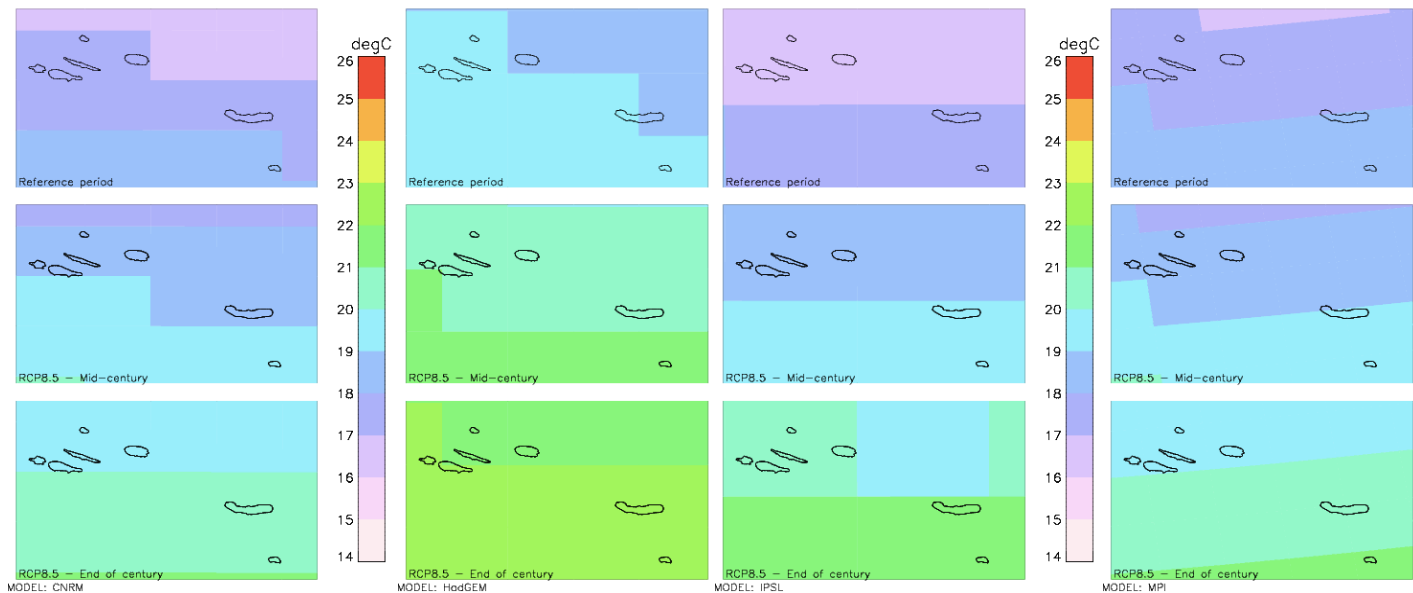 degC
26
25
24
23
22
21
20
19
18
17
16
15
14
degC
26
25
24
23
22
21
20
19
18
17
16
15
14
Reference period
Reference period
Reference period
Reference period
RCP8.5 – Mid–century
RCP8.5 – Mid–century
RCP8.5 – Mid–century
RCP8.5 – Mid–century
RCP8.5 – End of century
RCP8.5 – End of century
RCP8.5 – End of century
RCP8.5 – End of century
MODEL: CNRM
MODEL: HadGEM
MODEL: IPSL
MODEL: MPI